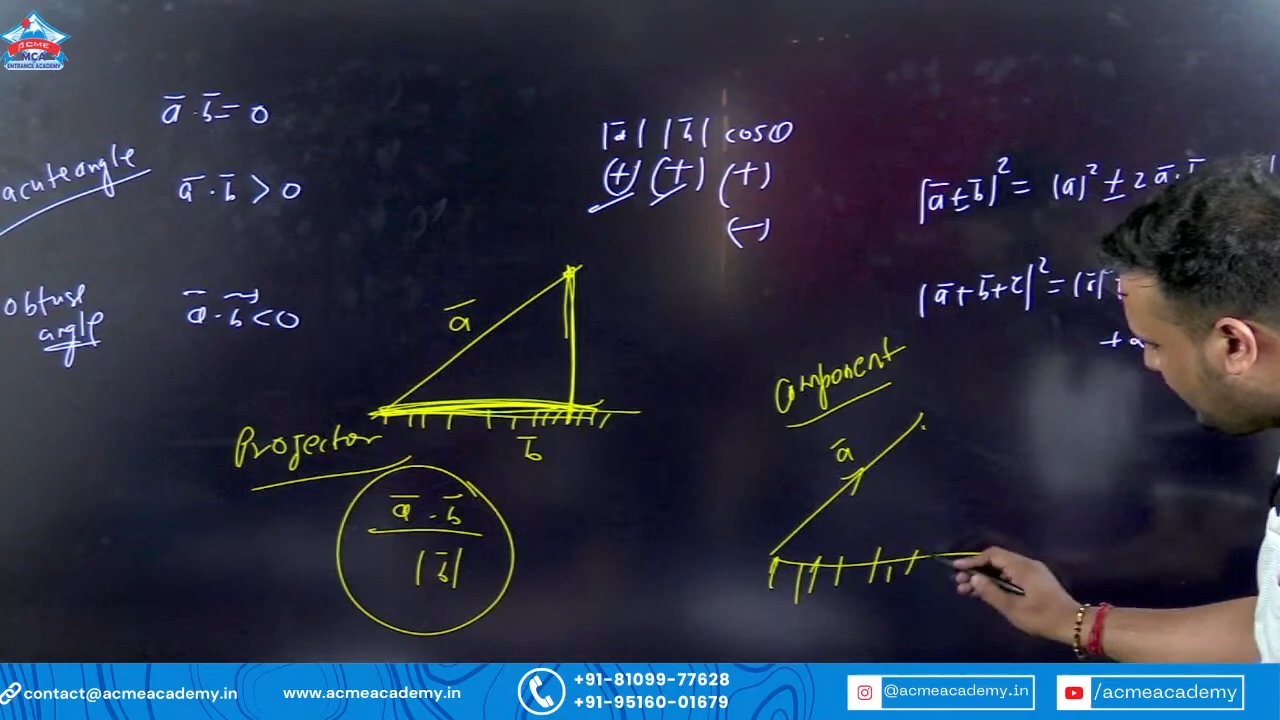 ACME
MCA
ENTRANCE ACADEMY
a̅ · b̅ = 0
acute angle
a̅ · b̅ > 0
obtuse
angle
a̅ · b̅ < 0
|a̅| |b̅| cosθ
(+) (+) (+)
(−)
|a̅ ± b̅|² = |a|² ± 2 a̅ · b̅
|a̅ + b̅ + c̅|² =
a̅
b̅
Projector
a̅ · b̅
|b̅|
Component
a̅
contact@acmeacademy.in
www.acmeacademy.in
+91-81099-77628
+91-95160-01679
@acmeacademy.in
/acmeacademy